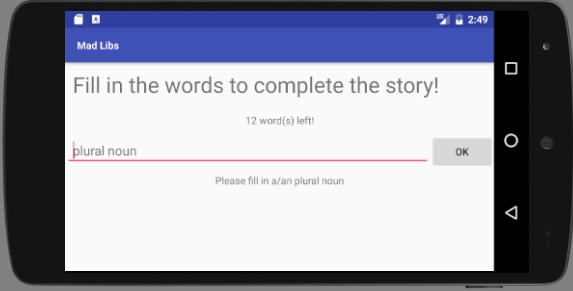 2:49
Mad Libs
Fill in the words to complete the story!
12 word(s) left!
plural noun
OK
Please fill in a/an plural noun